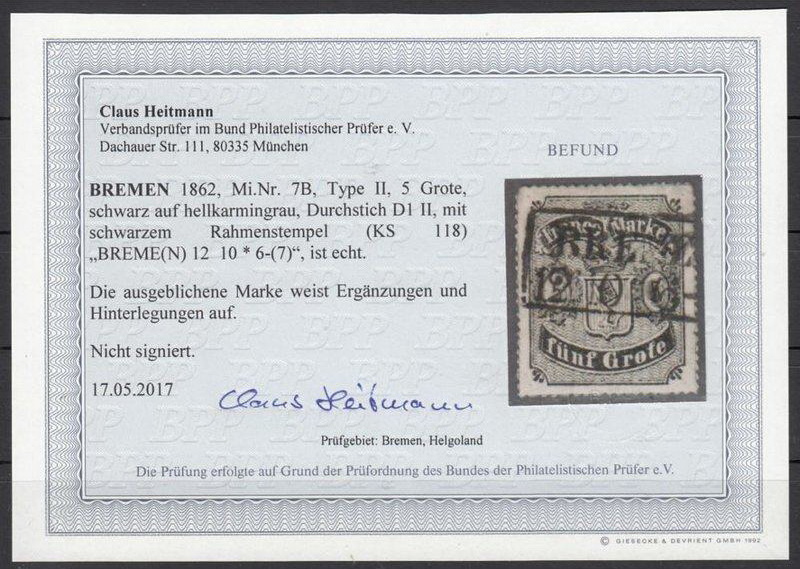 Claus Heitmann
Verbandsprüfer im Bund Philatelistischer Prüfer e. V.
Dachauer Str. 111, 80335 München
BEFUND
BREMEN 1862, Mi.Nr. 7B, Type II, 5 Grote,
schwarz auf hellkarmingrau, Durchstich D1 II, mit
schwarzem Rahmenstempel (KS 118)
„BREME(N) 12 10 * 6-(7)“, ist echt.
Die ausgeblichene Marke weist Ergänzungen und
Hinterlegungen auf.
Nicht signiert.
17.05.2017
Claus Heitmann
Prüfgebiet: Bremen, Helgoland
Die Prüfung erfolgte auf Grund der Prüfordnung des Bundes der Philatelistischen Prüfer e.V.
Marke
BRE
12
fünf Grote
© GIESECKE & DEVRIENT GMBH 1992